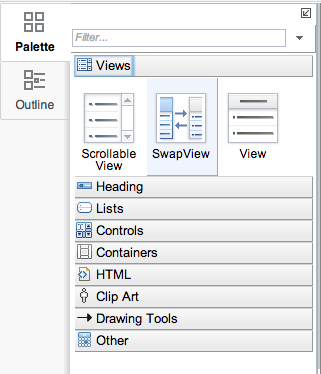 Palette
Outline
Filter...
Views
Scrollable
View
SwapView
View
Heading
Lists
Controls
Containers
HTML
Clip Art
Drawing Tools
Other